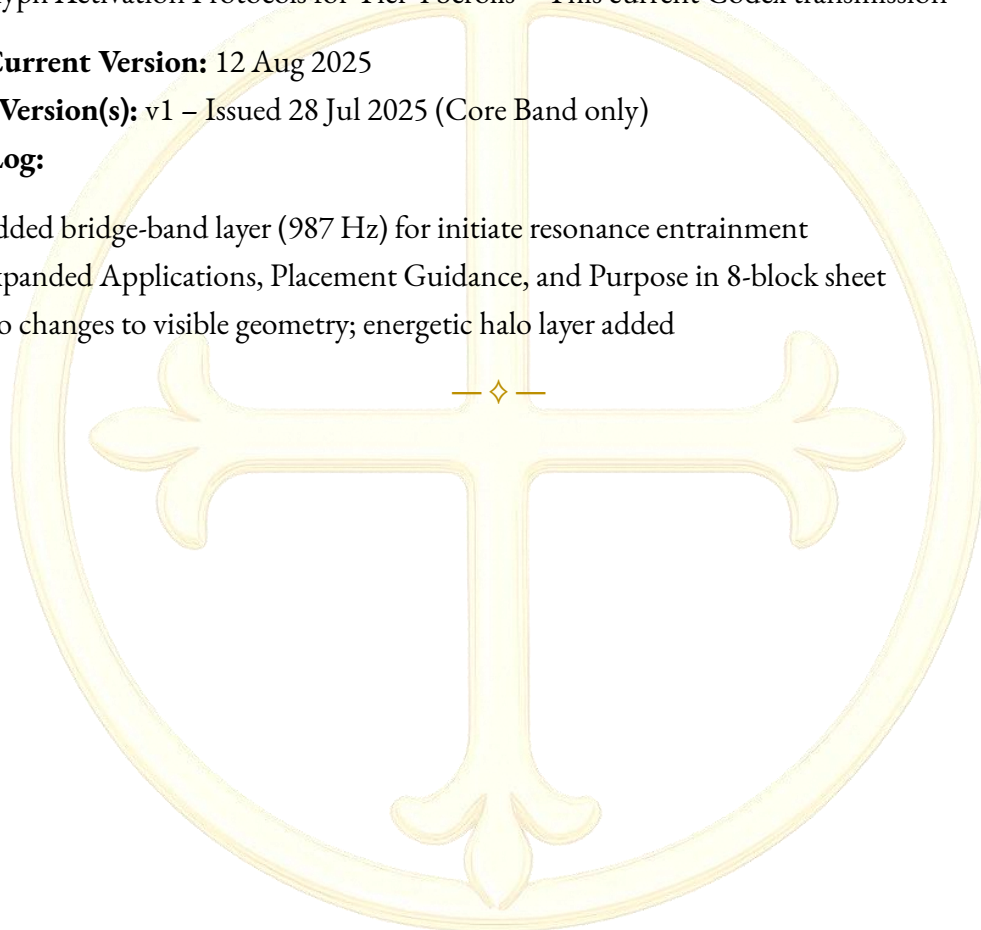 yph Activation Protocols for Scrolls This current Codex transmission
Current Version: 12 Aug 2025
Version(s): v1 – Issued 28 Jul 2025 (Core Band only)
Log:
dded bridge-band layer (987 Hz) for initiate resonance entrainment
xpanded Applications, Placement Guidance, and Purpose in 8-block sheet
o changes to visible geometry; energetic halo layer added